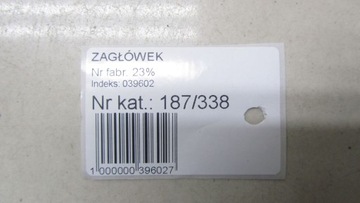 ZAGŁÓWEK
Nr fabr. 23%
Indeks: 039602
Nr kat.: 187/338
1 000000 396027